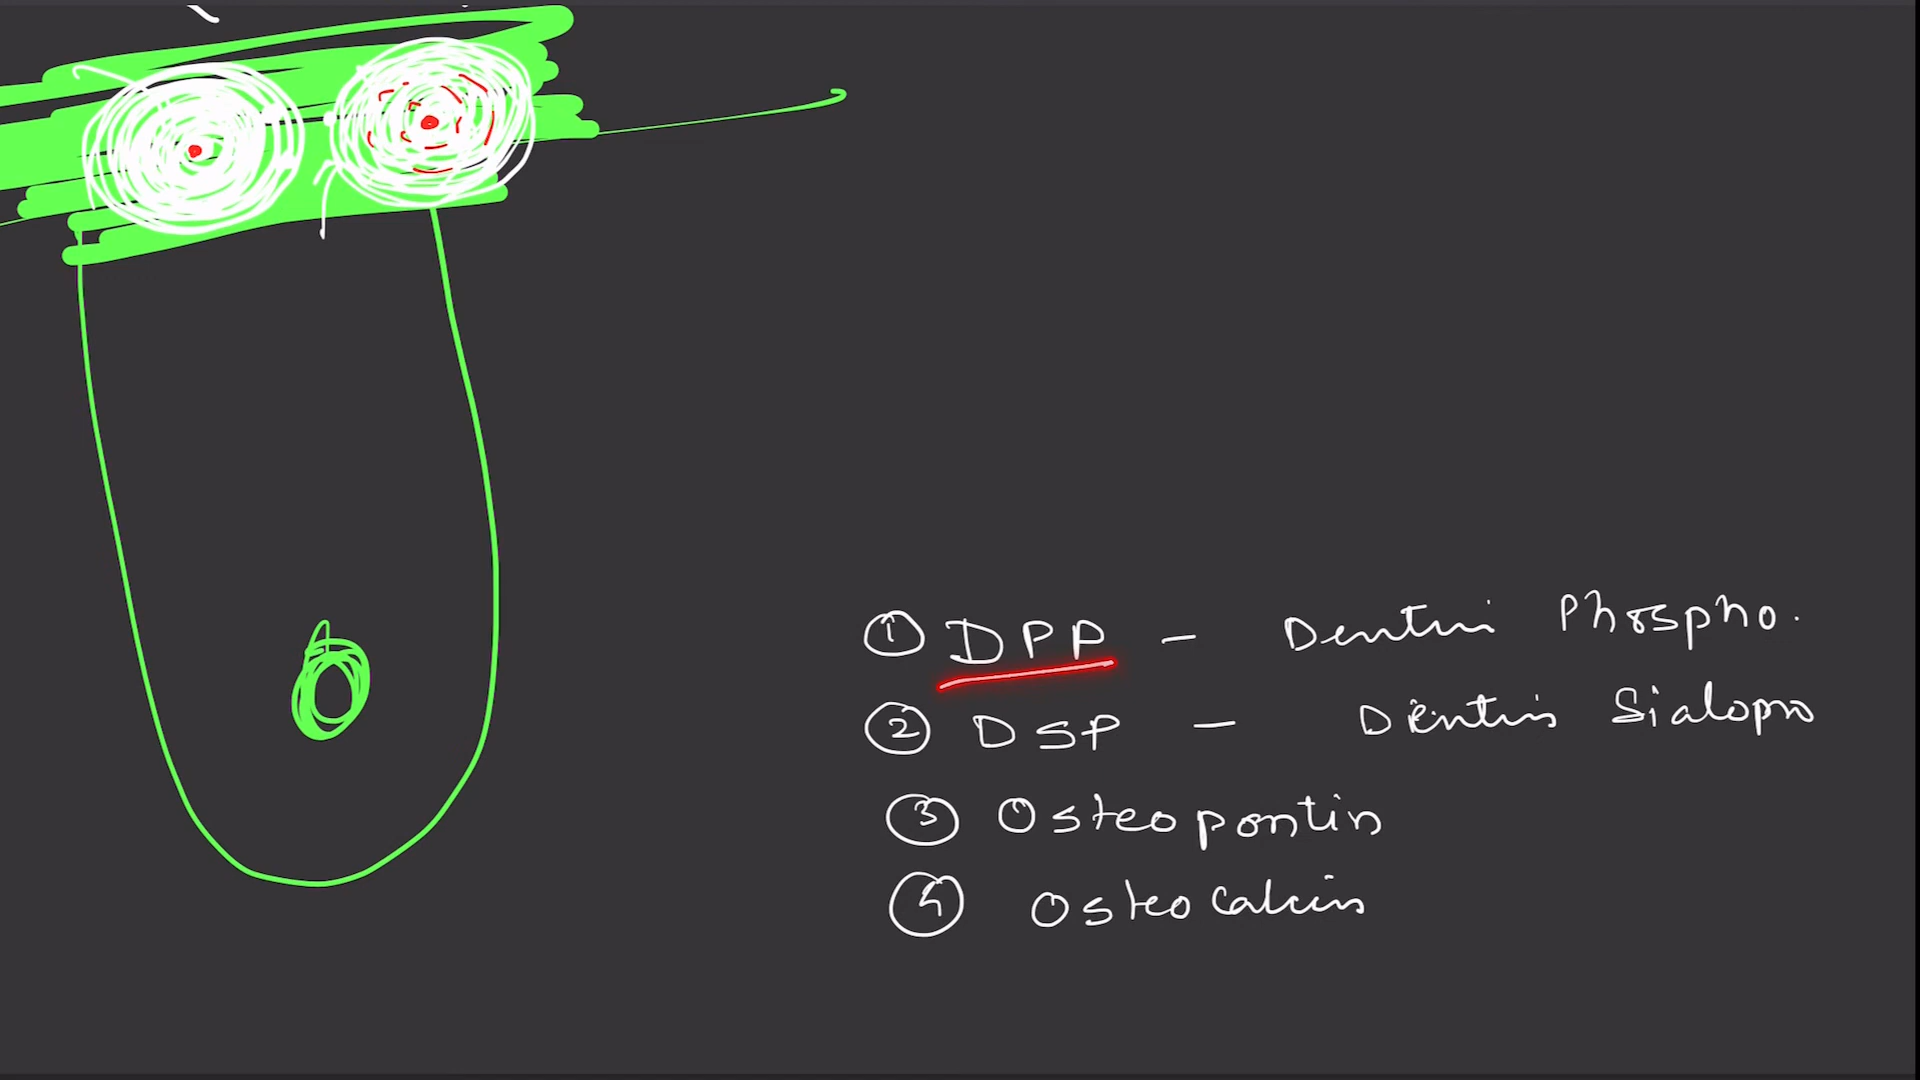 ① DPP - Dentin Phospho.
② DSP - Dentin Sialopro
③ Osteopontin
④ Osteocalcin